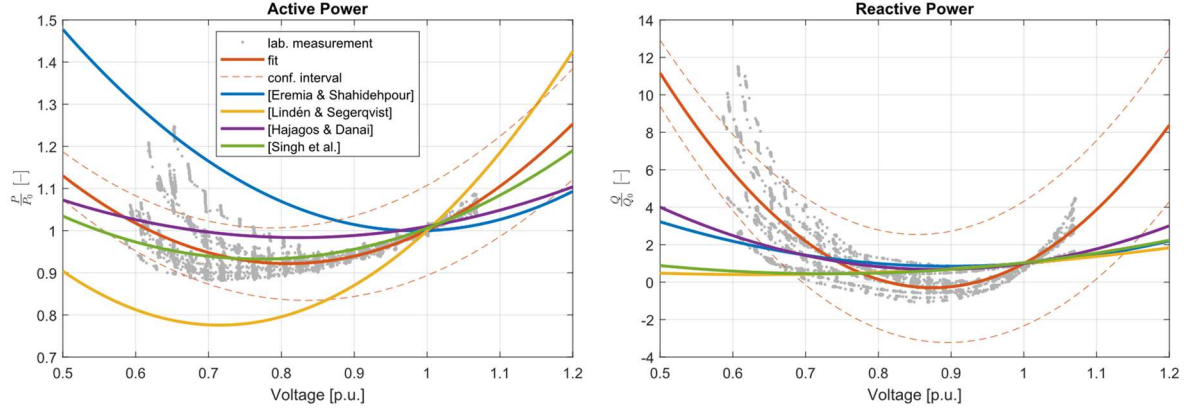 Active Power
1.5
1.4
1.3
1.2
1.1
1
0.9
0.8
0.7
P/P0 [–]
lab. measurement
fit
conf. interval
[Eremia & Shahidehpour]
[Lindén & Segerqvist]
[Hajagos & Danai]
[Singh et al.]
0.5 0.6 0.7 0.8 0.9 1 1.1 1.2
Voltage [p.u.]
Reactive Power
14
12
10
8
6
4
2
0
-2
-4
Q/Q0 [–]
0.5 0.6 0.7 0.8 0.9 1 1.1 1.2
Voltage [p.u.]